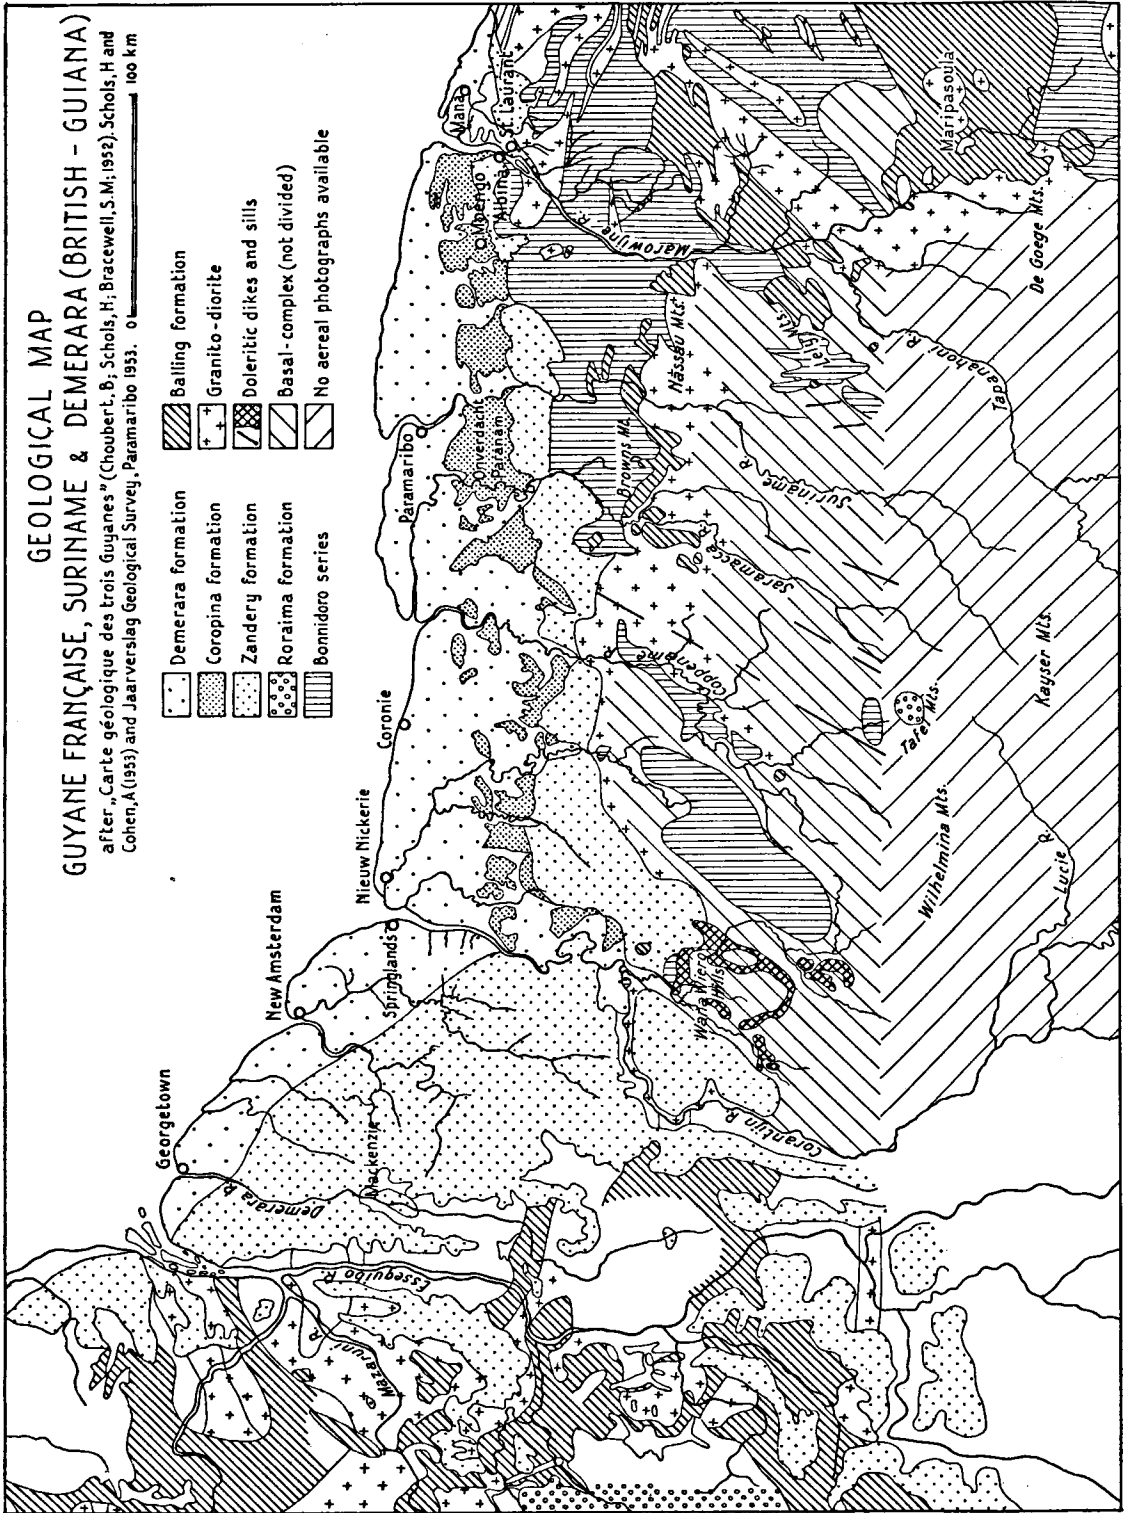 GEOLOGICAL MAP
GUYANE FRANÇAISE, SURINAME & DEMERARA (BRITISH - GUIANA)
after „Carte géologique des trois Guyanes" (Choubert, B; Schols, H; Bracewell, S.M; 1952), Schols, H and
Cohen, A (1953) and Jaarverslag Geological Survey, Paramaribo 1953. 0 100 km
Demerara formation
Coropina formation
Zandery formation
Roraima formation
Bonnidoro series
Balling formation
Granito-diorite
Doleritic dikes and sills
Basal-complex (not divided)
No aereal photographs available
Georgetown
New Amsterdam
Springlands
Nieuw Nickerie
Coronie
Paramaribo
Onverdacht
Paranam
Moengo
Albina
Mana
St Laurant
Mackenzie
Demerara R.
Essequibo R.
Mazaruni R.
Corantijn R.
Wana Wiero
Hills
Coppename R.
Saramacca R.
Suriname R.
Browns Mt.
Nassau Mts.
Marowijne R.
Lely Mts.
Tapanahoni R.
Maripasoula
De Goege Mts.
Tafel Mts.
Kayser Mts.
Wilhelmina Mts.
Lucie R.